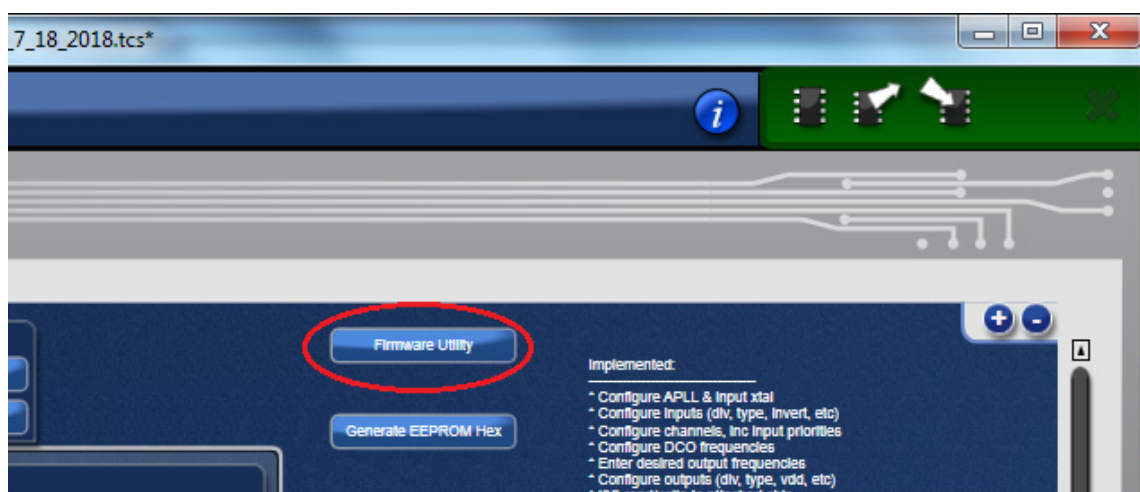 _7_18_2018.tcs*
i
Firmware Utility
Generate EEPROM Hex
Implemented:
* Configure APLL & input xtal
* Configure inputs (div, type, invert, etc)
* Configure channels, inc input priorities
* Configure DCO frequencies
* Enter desired output frequencies
* Configure outputs (div, type, vdd, etc)